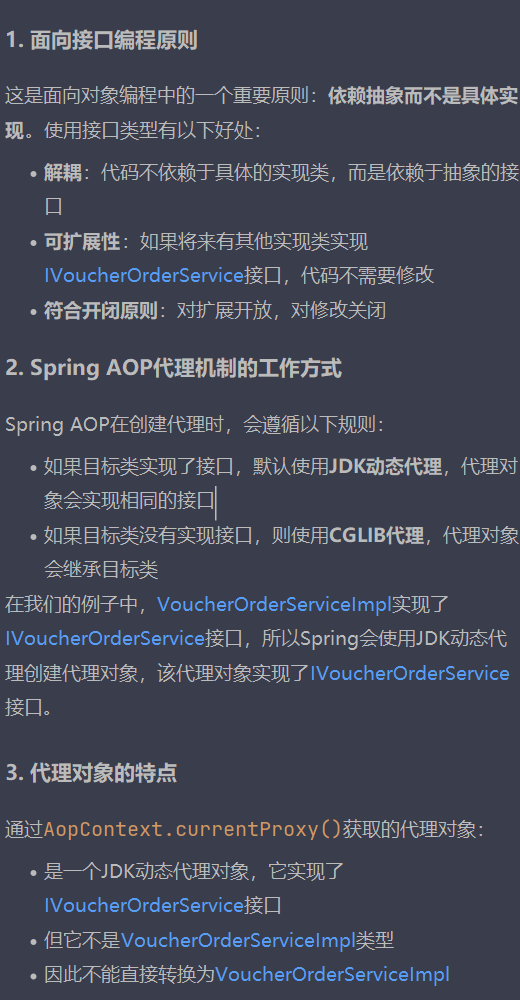 1. 面向接口编程原则
这是面向对象编程中的一个重要原则：依赖抽象而不是具体实
现。使用接口类型有以下好处：
• 解耦：代码不依赖于具体的实现类，而是依赖于抽象的接
口
• 可扩展性：如果将来有其他实现类实现
IVoucherOrderService接口，代码不需要修改
• 符合开闭原则：对扩展开放，对修改关闭
2. Spring AOP代理机制的工作方式
Spring AOP在创建代理时，会遵循以下规则：
• 如果目标类实现了接口，默认使用JDK动态代理，代理对
象会实现相同的接口
• 如果目标类没有实现接口，则使用CGLIB代理，代理对象
会继承目标类
在我们的例子中，VoucherOrderServiceImpl实现了
IVoucherOrderService接口，所以Spring会使用JDK动态代
理创建代理对象，该代理对象实现了IVoucherOrderService
接口。
3. 代理对象的特点
通过AopContext.currentProxy()获取的代理对象：
• 是一个JDK动态代理对象，它实现了
IVoucherOrderService接口
• 但它不是VoucherOrderServiceImpl类型
• 因此不能直接转换为VoucherOrderServiceImpl